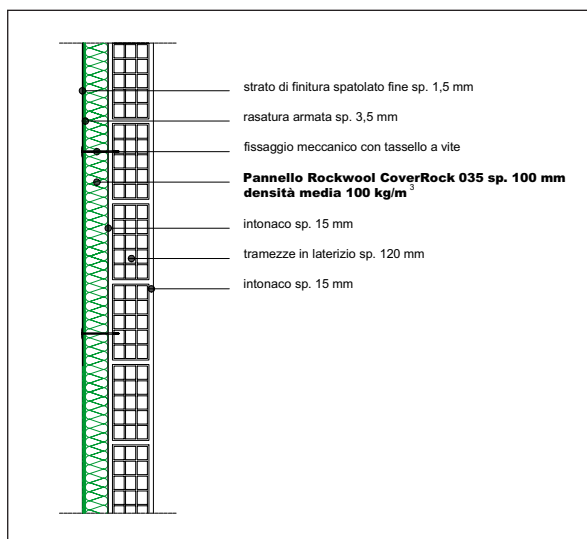 strato di finitura spatolato fine sp. 1,5 mm
rasatura armata sp. 3,5 mm
fissaggio meccanico con tassello a vite
Pannello Rockwool CoverRock 035 sp. 100 mm
densità media 100 kg/m³
intonaco sp. 15 mm
tramezze in laterizio sp. 120 mm
intonaco sp. 15 mm